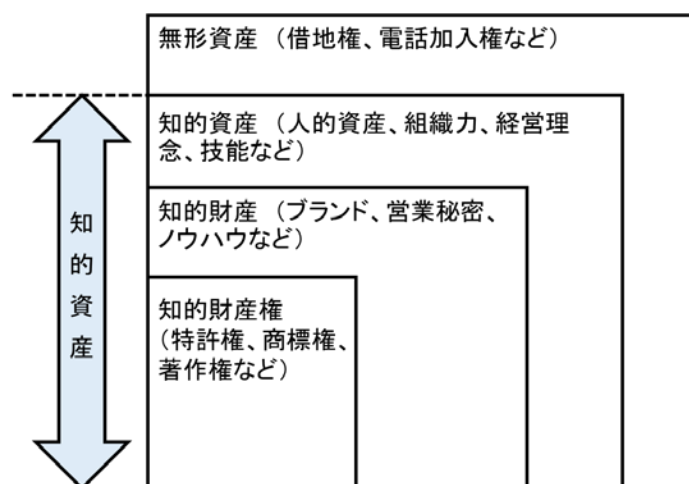 無形資産 （借地権、電話加入権など）
知的資産 （人的資産、組織力、経営理
念、技能など）
知的財産 （ブランド、営業秘密、
ノウハウなど）
知的財産権
（特許権、商標権、
著作権など）
知的資産